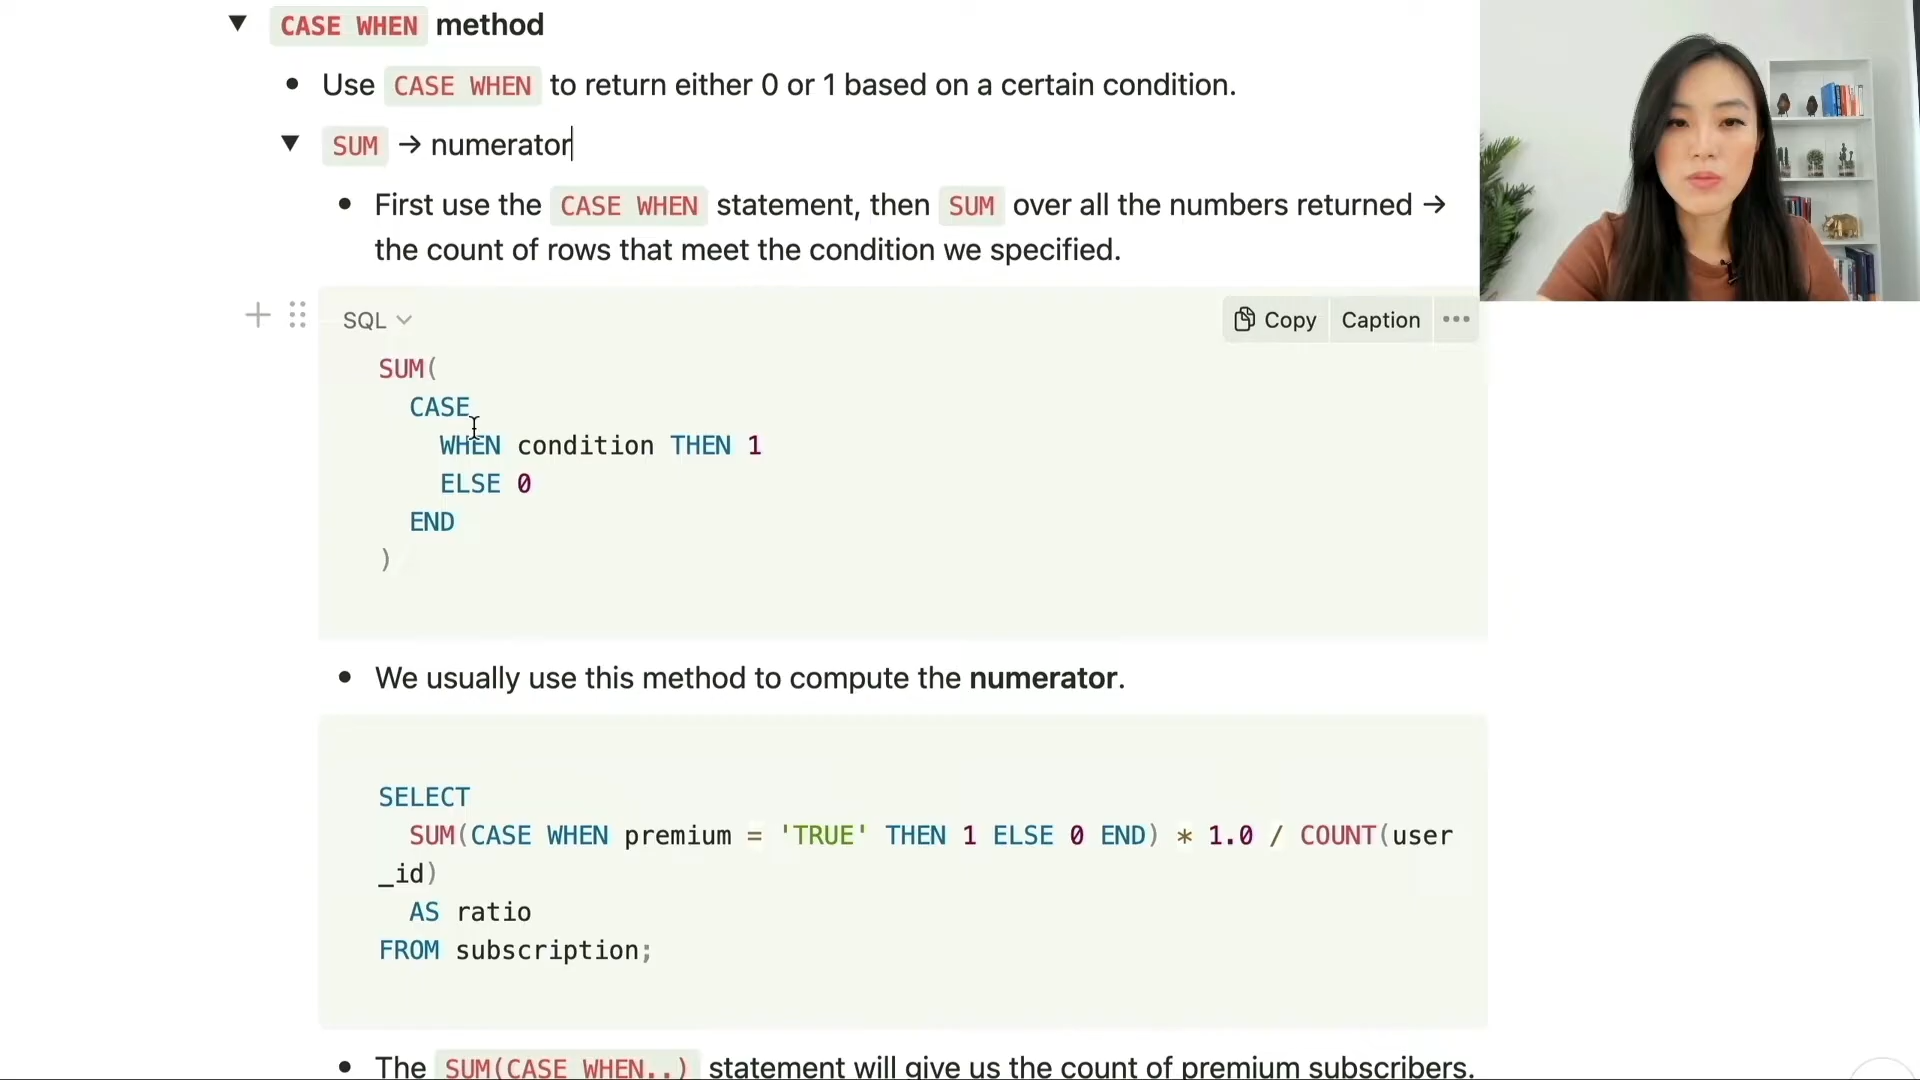 CASE WHEN method
Use CASE WHEN to return either 0 or 1 based on a certain condition.
SUM → numerator
First use the CASE WHEN statement, then SUM over all the numbers returned →
the count of rows that meet the condition we specified.
SQL
Copy
Caption
SUM(
CASE
WHEN condition THEN 1
ELSE 0
END
)
We usually use this method to compute the numerator.
SELECT
SUM(CASE WHEN premium = 'TRUE' THEN 1 ELSE 0 END) * 1.0 / COUNT(user
_id)
AS ratio
FROM subscription;
The SUM(CASE WHEN..) statement will give us the count of premium subscribers.